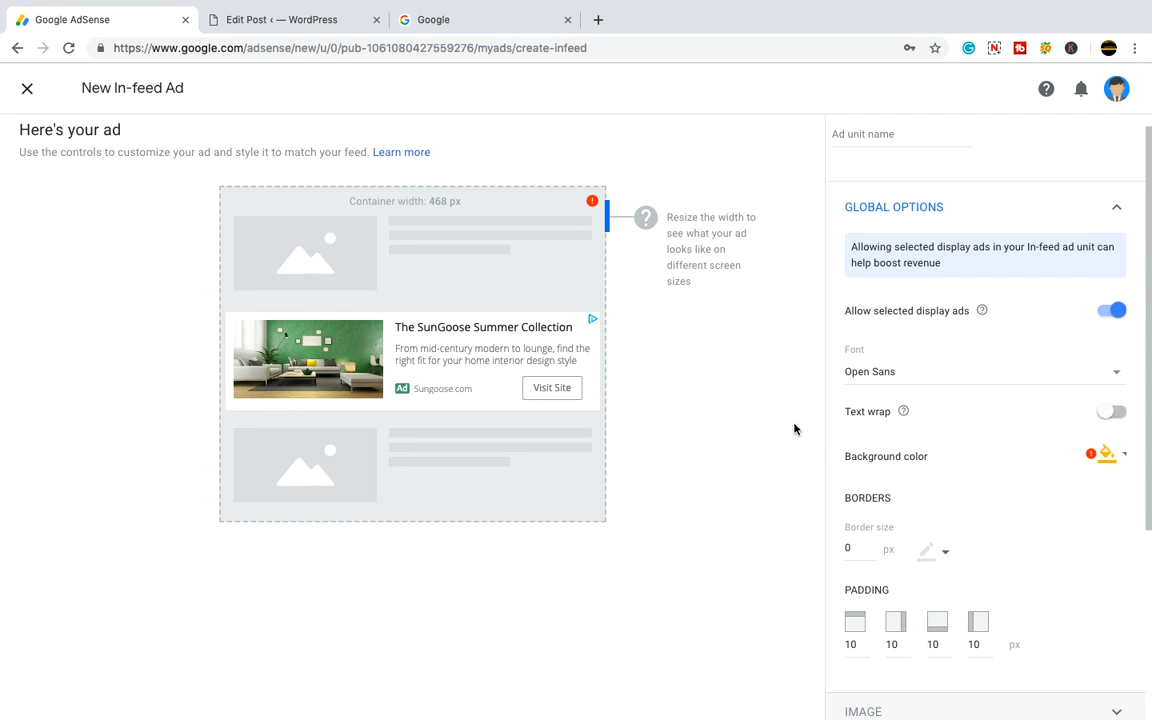 Google AdSense
Edit Post ‹ — WordPress
Google
https://www.google.com/adsense/new/u/0/pub-1061080427559276/myads/create-infeed
New In-feed Ad
Here's your ad
Use the controls to customize your ad and style it to match your feed. Learn more
Container width: 468 px
Resize the width to
see what your ad
looks like on
different screen
sizes
The SunGoose Summer Collection
From mid-century modern to lounge, find the
right fit for your home interior design style
Ad Sungoose.com
Visit Site
Ad unit name
GLOBAL OPTIONS
Allowing selected display ads in your In-feed ad unit can
help boost revenue
Allow selected display ads
Font
Open Sans
Text wrap
Background color
BORDERS
Border size
0 px
PADDING
10 10 10 10 px
IMAGE